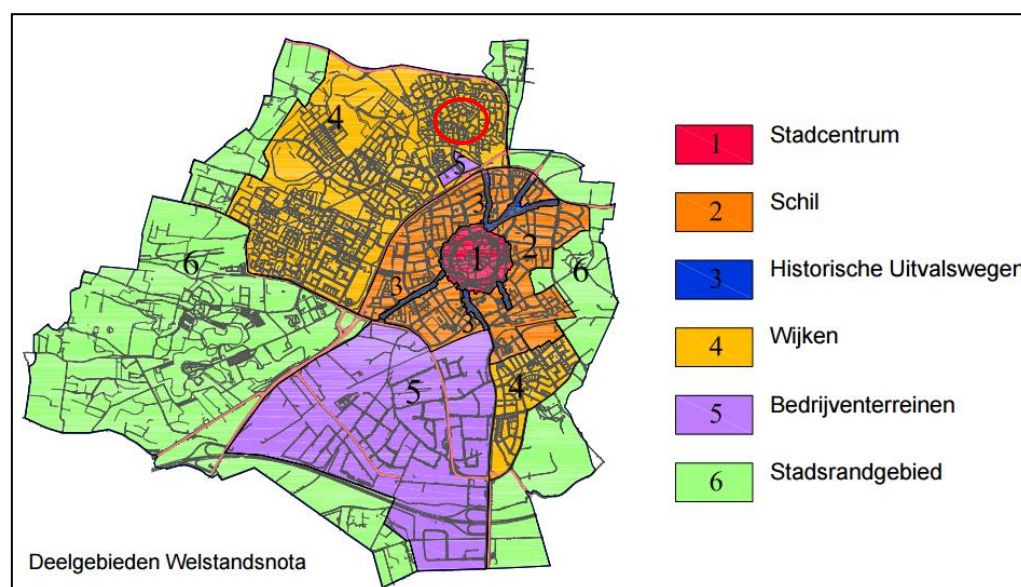 4
5
3
2
1
6
6
3
3
5
4
1 Stadcentrum
2 Schil
3 Historische Uitvalswegen
4 Wijken
5 Bedrijventerreinen
6 Stadsrandgebied
Deelgebieden Welstandsnota